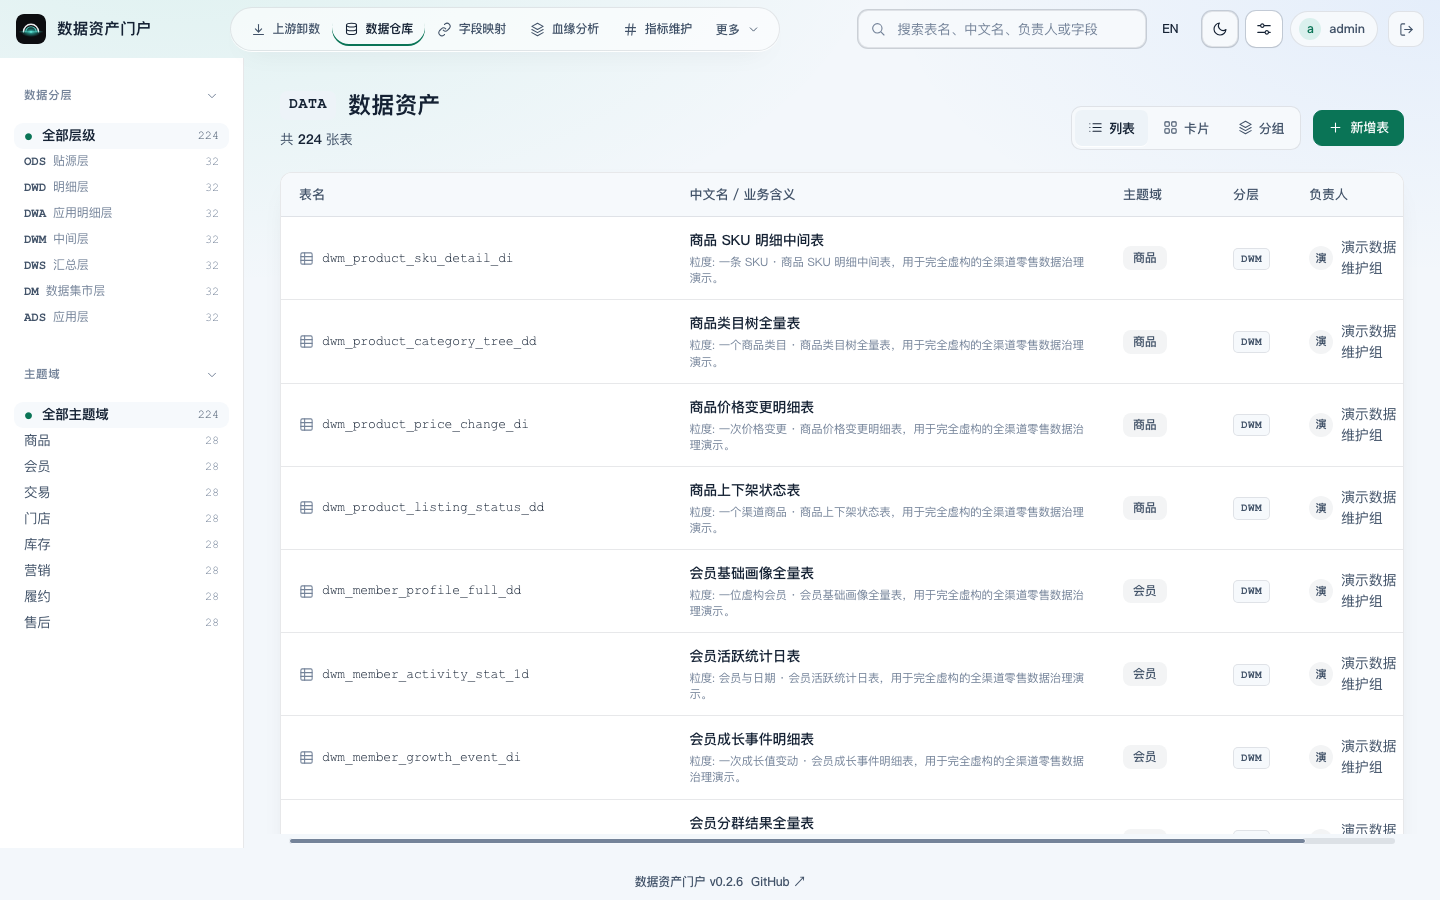 数据资产门户
上游卸数
数据仓库
字段映射
血缘分析
指标维护
更多
搜索表名、中文名、负责人或字段
EN
a
admin
数据分层
全部层级 224
ODS 贴源层 32
DWD 明细层 32
DWA 应用明细层 32
DWM 中间层 32
DWS 汇总层 32
DM 数据集市层 32
ADS 应用层 32
主题域
全部主题域 224
商品 28
会员 28
交易 28
门店 28
库存 28
营销 28
履约 28
售后 28
DATA 数据资产
共 224 张表
列表
卡片
分组
新增表
表名 中文名 / 业务含义 主题域 分层 负责人
dwm_product_sku_detail_di
商品 SKU 明细中间表
粒度: 一条 SKU · 商品 SKU 明细中间表，用于完全虚构的全渠道零售数据治理
演示。
商品
DWM
演
演示数据
维护组
dwm_product_category_tree_dd
商品类目树全量表
粒度: 一个商品类目 · 商品类目树全量表，用于完全虚构的全渠道零售数据治理
演示。
商品
DWM
演
演示数据
维护组
dwm_product_price_change_di
商品价格变更明细表
粒度: 一次价格变更 · 商品价格变更明细表，用于完全虚构的全渠道零售数据治
理演示。
商品
DWM
演
演示数据
维护组
dwm_product_listing_status_dd
商品上下架状态表
粒度: 一个渠道商品 · 商品上下架状态表，用于完全虚构的全渠道零售数据治理
演示。
商品
DWM
演
演示数据
维护组
dwm_member_profile_full_dd
会员基础画像全量表
粒度: 一位虚构会员 · 会员基础画像全量表，用于完全虚构的全渠道零售数据治
理演示。
会员
DWM
演
演示数据
维护组
dwm_member_activity_stat_1d
会员活跃统计日表
粒度: 会员与日期 · 会员活跃统计日表，用于完全虚构的全渠道零售数据治理演
示。
会员
DWM
演
演示数据
维护组
dwm_member_growth_event_di
会员成长事件明细表
粒度: 一次成长值变动 · 会员成长事件明细表，用于完全虚构的全渠道零售数据
治理演示。
会员
DWM
演
演示数据
维护组
会员分群结果全量表
演示数据
数据资产门户 v0.2.6 GitHub ↗